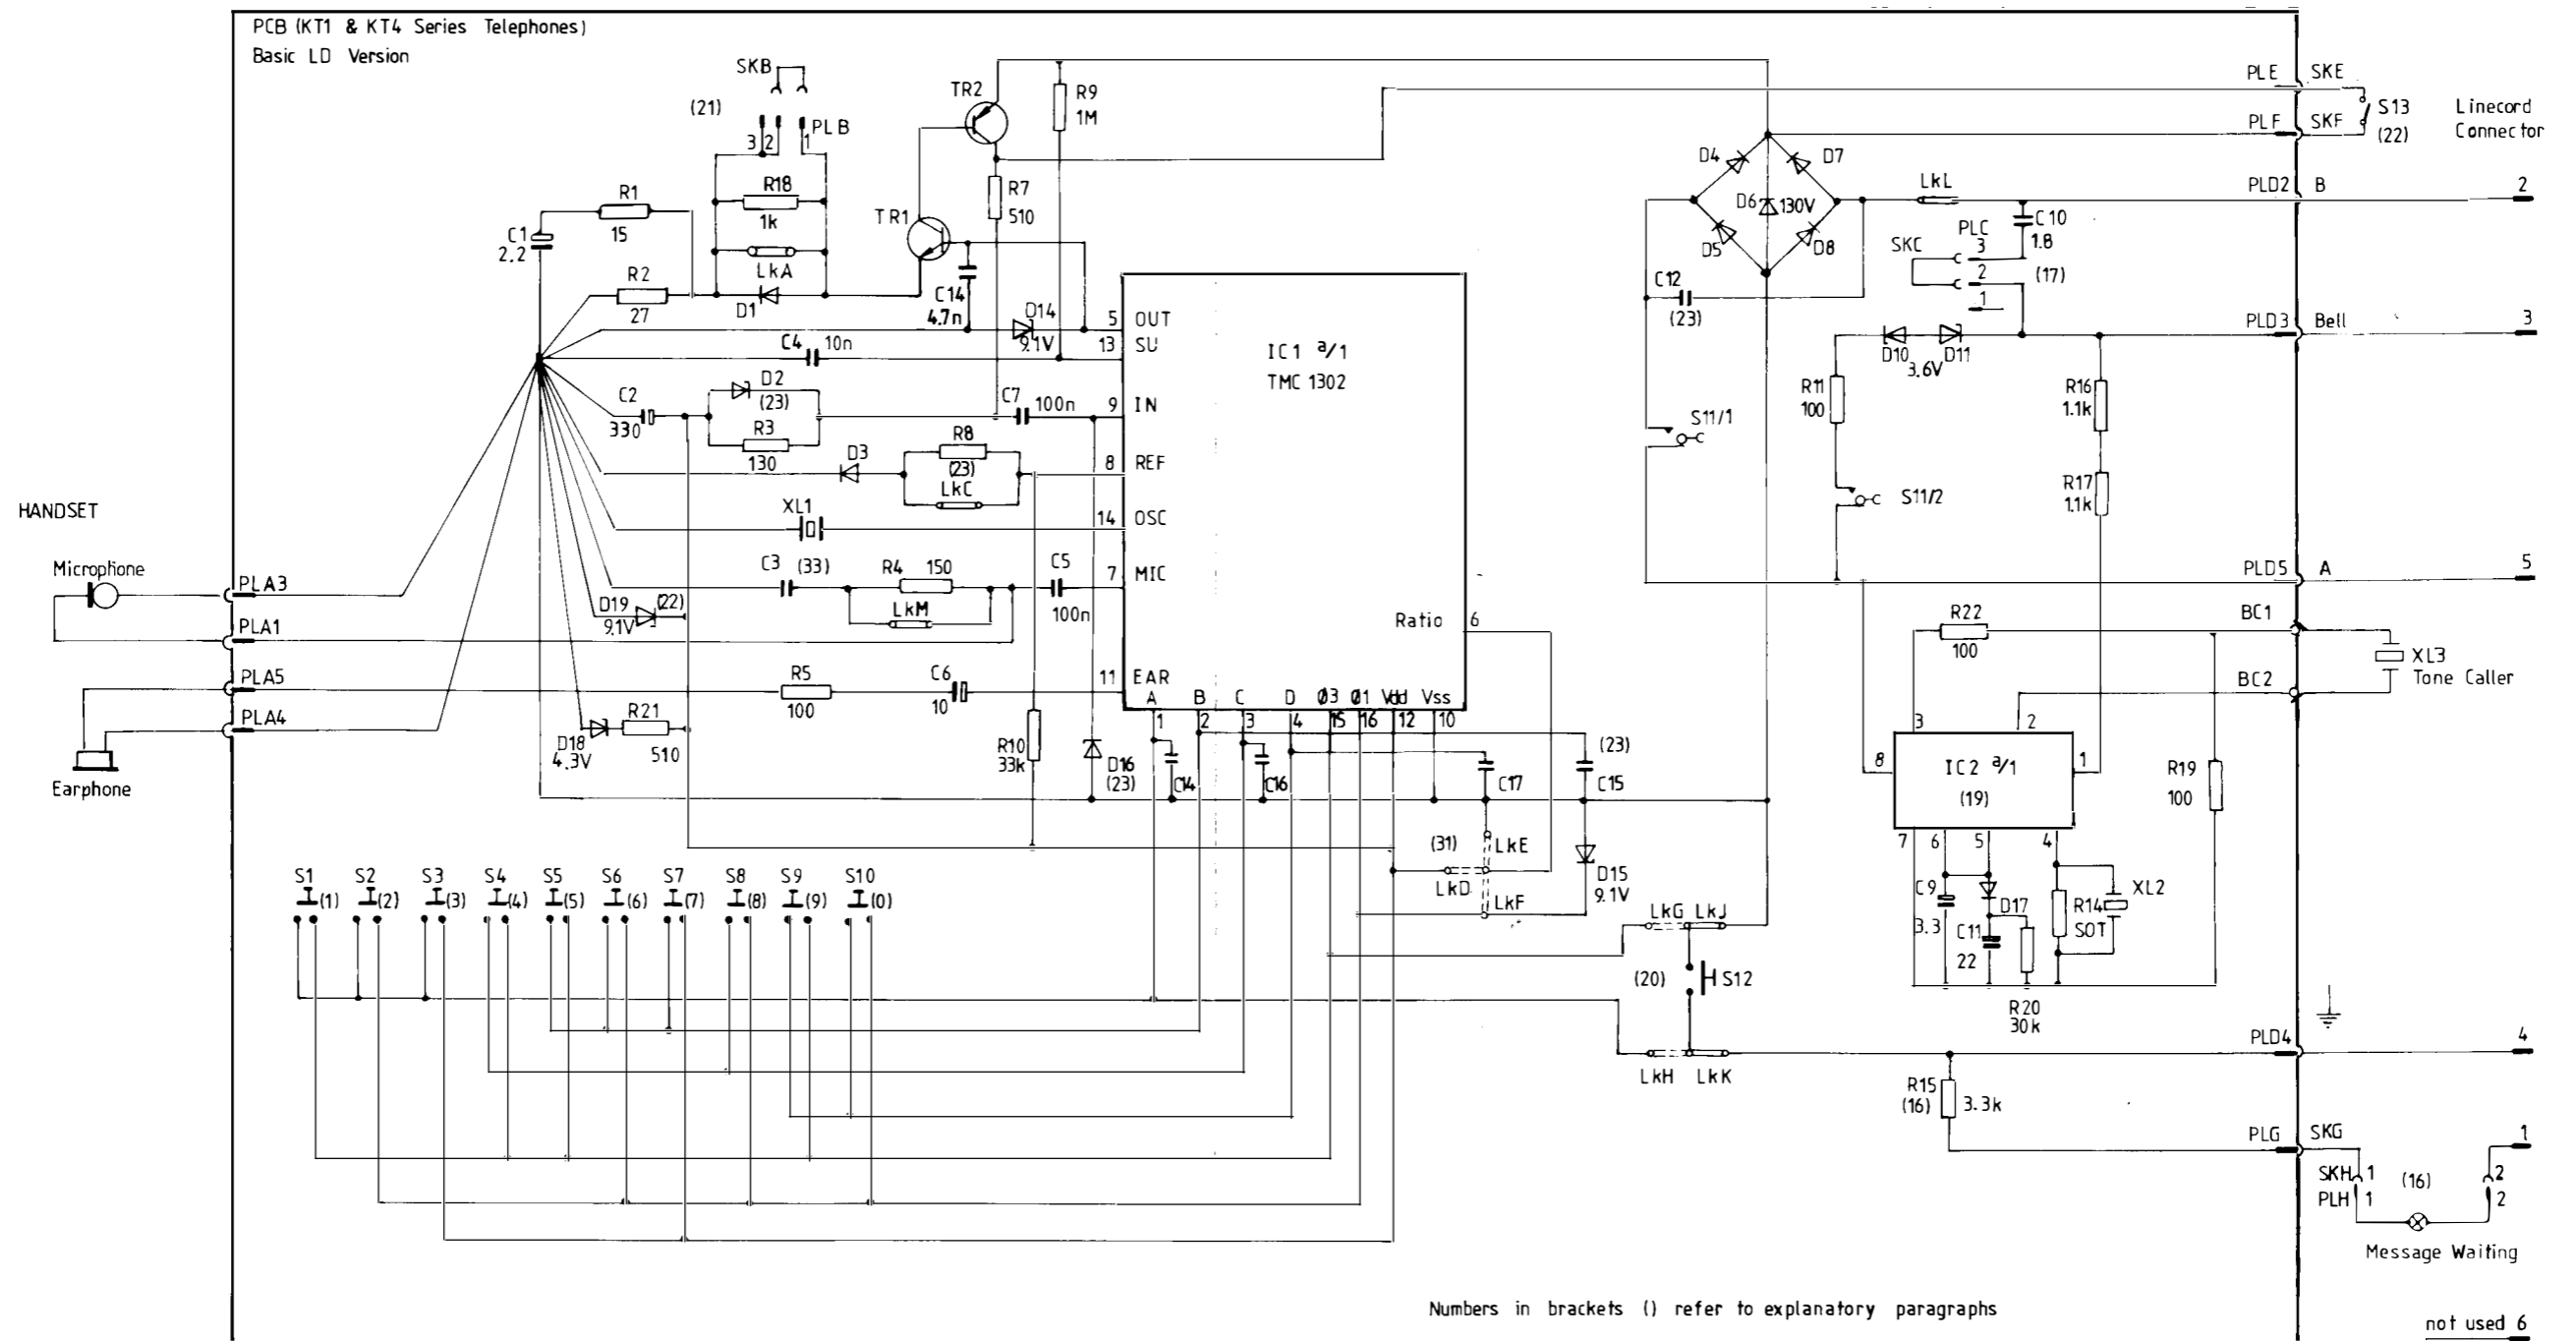 PCB (KT1 & KT4 Series Telephones)
Basic LD Version
SKB
(21)
3 2 1
PLB
R18
1k
LkA
D1
R1
15
C1
2.2
R2
27
TR2
TR1
R9
1M
R7
510
C14
4.7n
D14
9.1V
C4 10n
C2
330
D2
(23)
R3
130
C7 100n
D3
R8
(23)
LkC
XL1
C3 (33)
R4 150
LkM
C5
100n
D19 (22)
9.1V
R5
100
C6
10
D18
4.3V
R21
510
R10
33k
D16
(23)
5 OUT
13 SU
9 IN
8 REF
14 OSC
7 MIC
11 EAR
IC1 a/1
TMC 1302
Ratio 6
A B C D Ø3 Ø1 Vdd Vss
1 2 3 4 15 16 12 10
C14
C16
C17
(23)
C15
(31)
LkE
LkD
LkF
D15
9.1V
HANDSET
Microphone
PLA3
PLA1
PLA5
PLA4
Earphone
S1 S2 S3 S4 S5 S6 S7 S8 S9 S10
(1) (2) (3) (4) (5) (6) (7) (8) (9) (0)
D4
D7
D6 130V
D5
D8
C12
(23)
S11/1
LkL
C10
1.8
PLC
SKC
3
2
1
(17)
D10 D11
3.6V
R11
100
S11/2
R16
1.1k
R17
1.1k
PLE SKE
PLF SKF
S13
(22)
Linecord
Connector
PLD2 B 2
PLD3 Bell 3
PLD5 A 5
BC1
BC2
XL3
Tone Caller
R22
100
3 2
8 1
IC2 a/1
(19)
7 6 5 4
R19
100
C9
3.3
C11
22
D17
R14
SOT
XL2
R20
30k
LkG LkJ
(20)
S12
LkH LkK
PLD4 4
R15
(16)
3.3k
PLG SKG
1
SKH 1
PLH 1
(16)
2
2
Message Waiting
Numbers in brackets () refer to explanatory paragraphs
not used 6